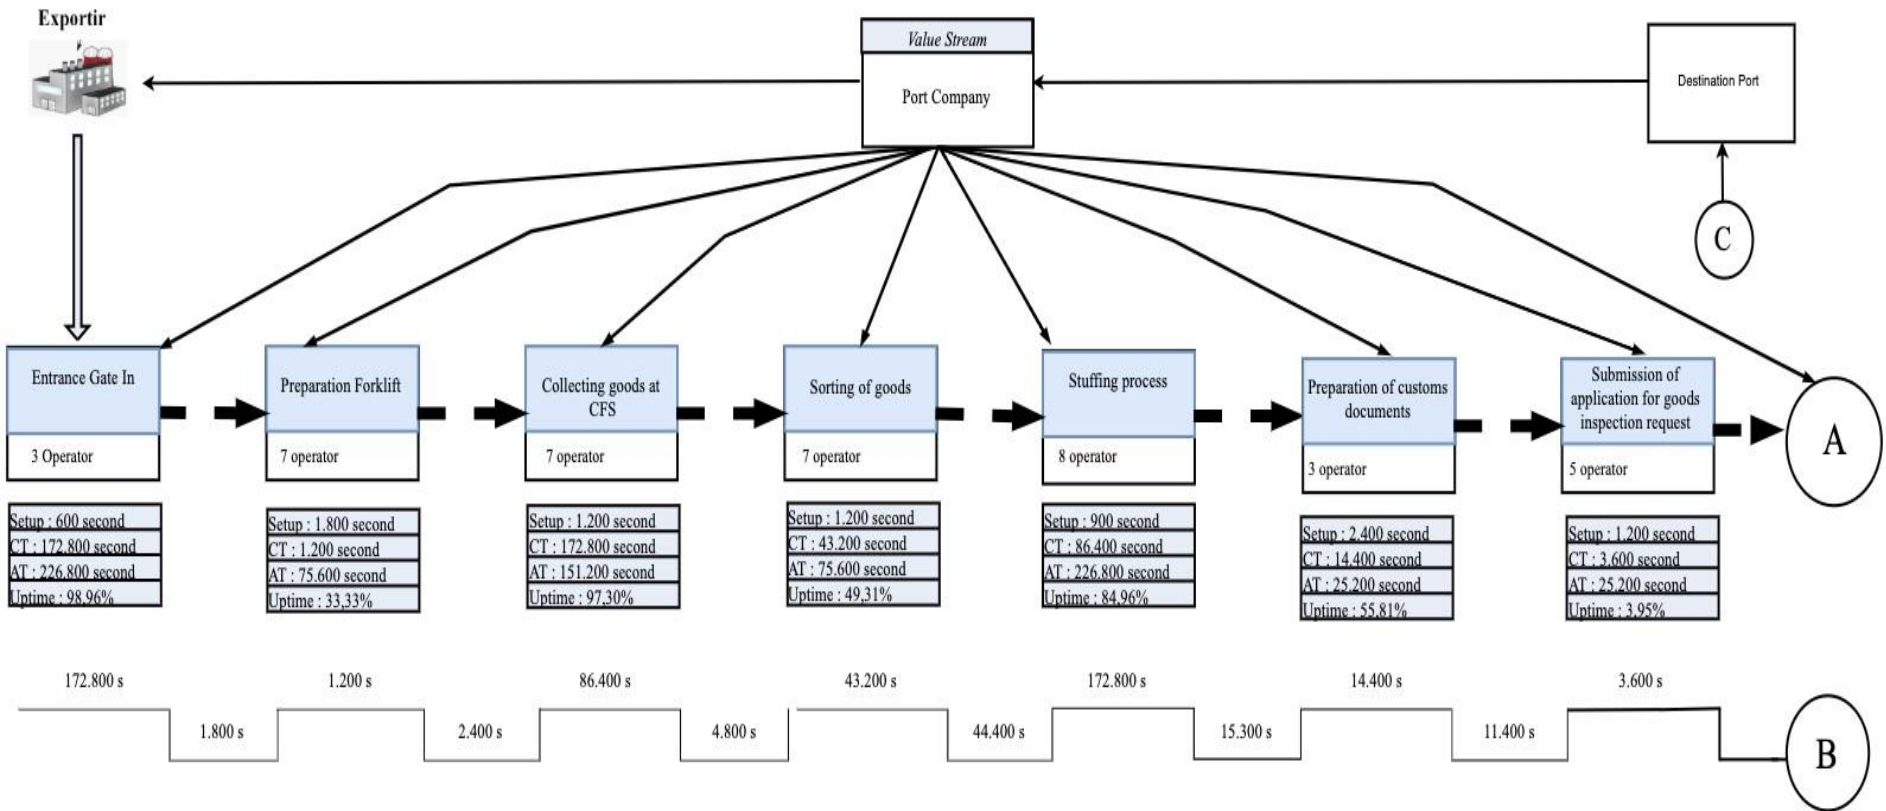 Exportir
Value Stream
Port Company
Destination Port
C
Entrance Gate In
3 Operator
Setup : 600 second
CT : 172.800 second
AT : 226.800 second
Uptime : 98,96%
Preparation Forklift
7 operator
Setup : 1.800 second
CT : 1.200 second
AT : 75.600 second
Uptime : 33,33%
Collecting goods at
CFS
7 operator
Setup : 1.200 second
CT : 172.800 second
AT : 151.200 second
Uptime : 97,30%
Sorting of goods
7 operator
Setup : 1.200 second
CT : 43.200 second
AT : 75.600 second
Uptime : 49,31%
Stuffing process
8 operator
Setup : 900 second
CT : 86.400 second
AT : 226.800 second
Uptime : 84,96%
Preparation of customs
documents
3 operator
Setup : 2.400 second
CT : 14.400 second
AT : 25.200 second
Uptime : 55,81%
Submission of
application for goods
inspection request
5 operator
Setup : 1.200 second
CT : 3.600 second
AT : 25.200 second
Uptime : 3,95%
A
172.800 s
1.200 s
86.400 s
43.200 s
172.800 s
14.400 s
3.600 s
1.800 s
2.400 s
4.800 s
44.400 s
15.300 s
11.400 s
B